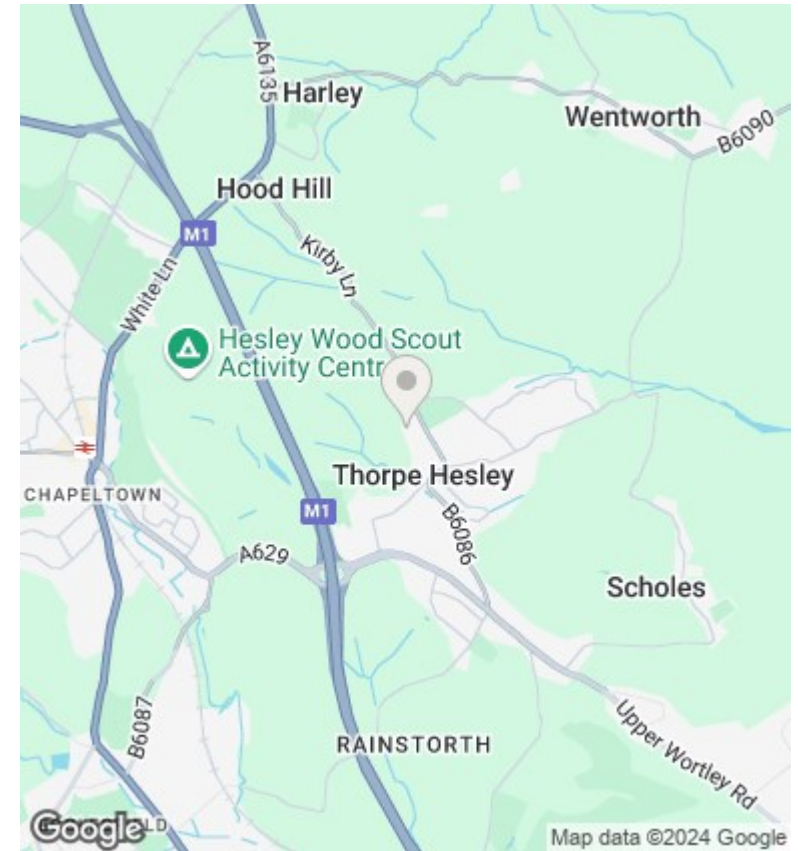 A6135
Harley
Wentworth
B6090
Hood Hill
M1
Kirby Ln
White Ln
Hesley Wood Scout
Activity Centr
Thorpe Hesley
CHAPELTOWN
M1
B6086
A629
Scholes
B6087
RAINSTORTH
Upper Wortley Rd
Google
Map data ©2024 Google